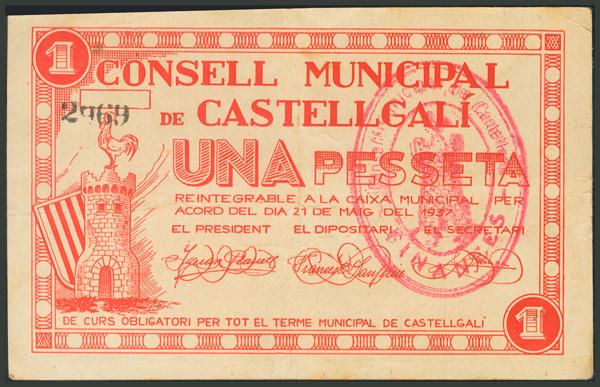 1
CONSELL MUNICIPAL
2969
DE CASTELLGALÍ
UNA PESSETA
REINTEGRABLE A LA CAIXA MUNICIPAL PER
ACORD DEL DIA 21 DE MAIG DEL 1937
EL PRESIDENT EL DIPOSITARI EL SECRETARI
DE CURS OBLIGATORI PER TOT EL TERME MUNICIPAL DE CASTELLGALÍ
1
FINANCES